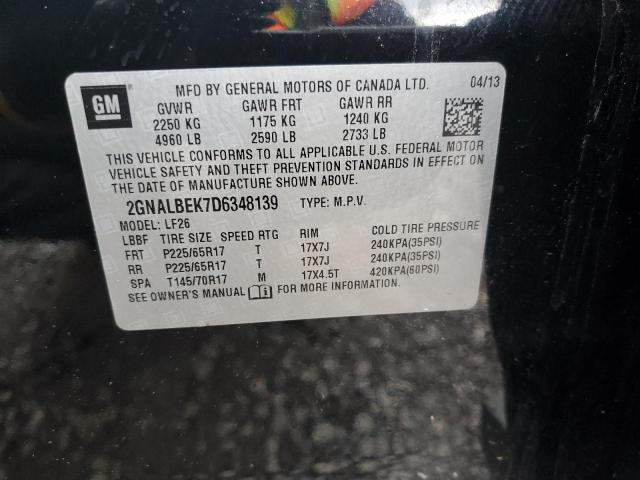 GM
MFD BY GENERAL MOTORS OF CANADA LTD. 04/13
GVWR GAWR FRT GAWR RR
2250 KG 1175 KG 1240 KG
4960 LB 2590 LB 2733 LB
THIS VEHICLE CONFORMS TO ALL APPLICABLE U.S. FEDERAL MOTOR
VEHICLE SAFETY AND THEFT PREVENTION STANDARDS IN EFFECT ON
THE DATE OF MANUFACTURE SHOWN ABOVE.
2GNALBEK7D6348139 TYPE: M.P.V.
MODEL: LF26
LBBF TIRE SIZE SPEED RTG RIM COLD TIRE PRESSURE
FRT P225/65R17 T 17X7J 240KPA(35PSI)
RR P225/65R17 T 17X7J 240KPA(35PSI)
SPA T145/70R17 M 17X4.5T 420KPA(60PSI)
SEE OWNER'S MANUAL FOR MORE INFORMATION.